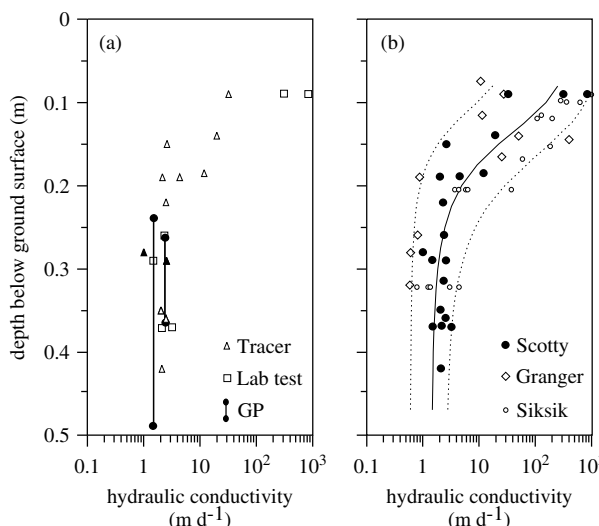 0
(a)
(b)
0.1
0.2
0.3
0.4
0.5
depth below ground surface (m)
Tracer
Lab test
GP
Scotty
Granger
Siksik
0.1 1 10 10² 10³
0.1 1 10 10² 10³
hydraulic conductivity
(m d⁻¹)
hydraulic conductivity
(m d⁻¹)